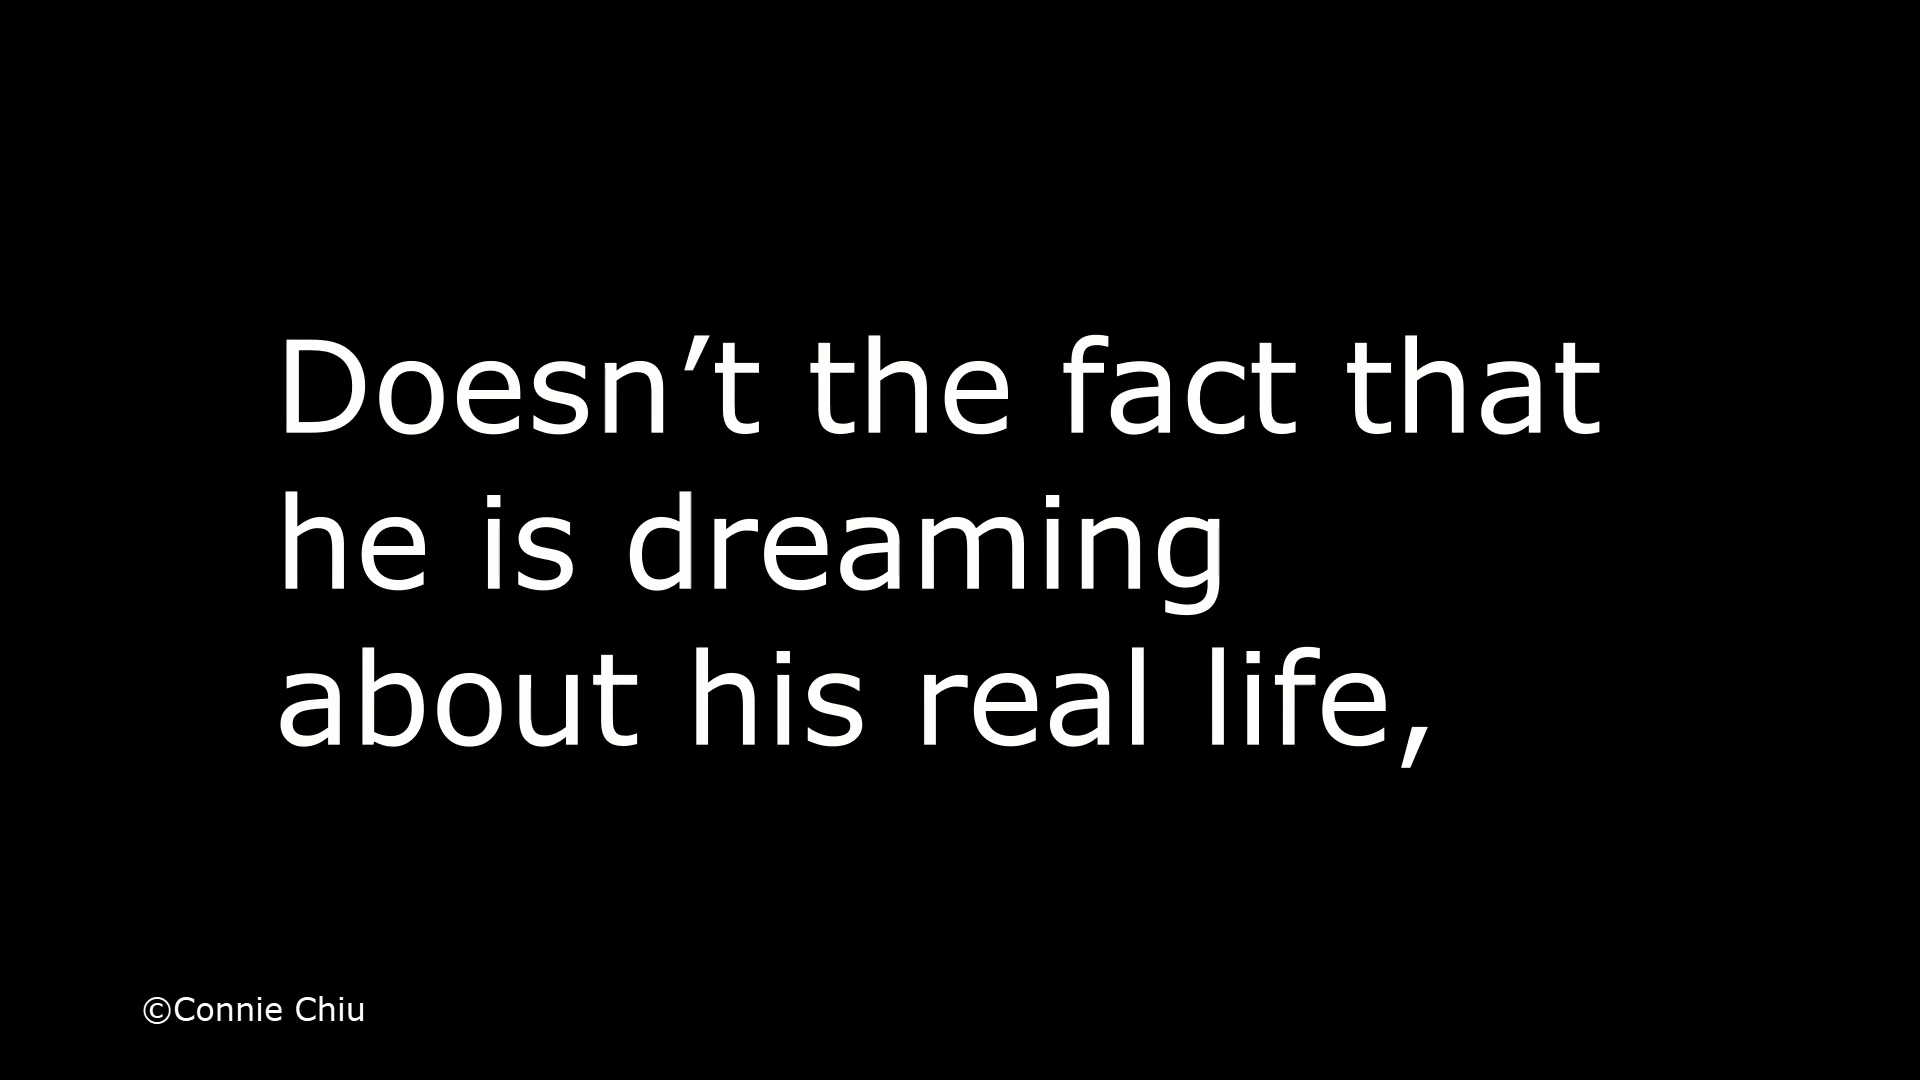 Doesn’t the fact that
he is dreaming
about his real life,
©Connie Chiu